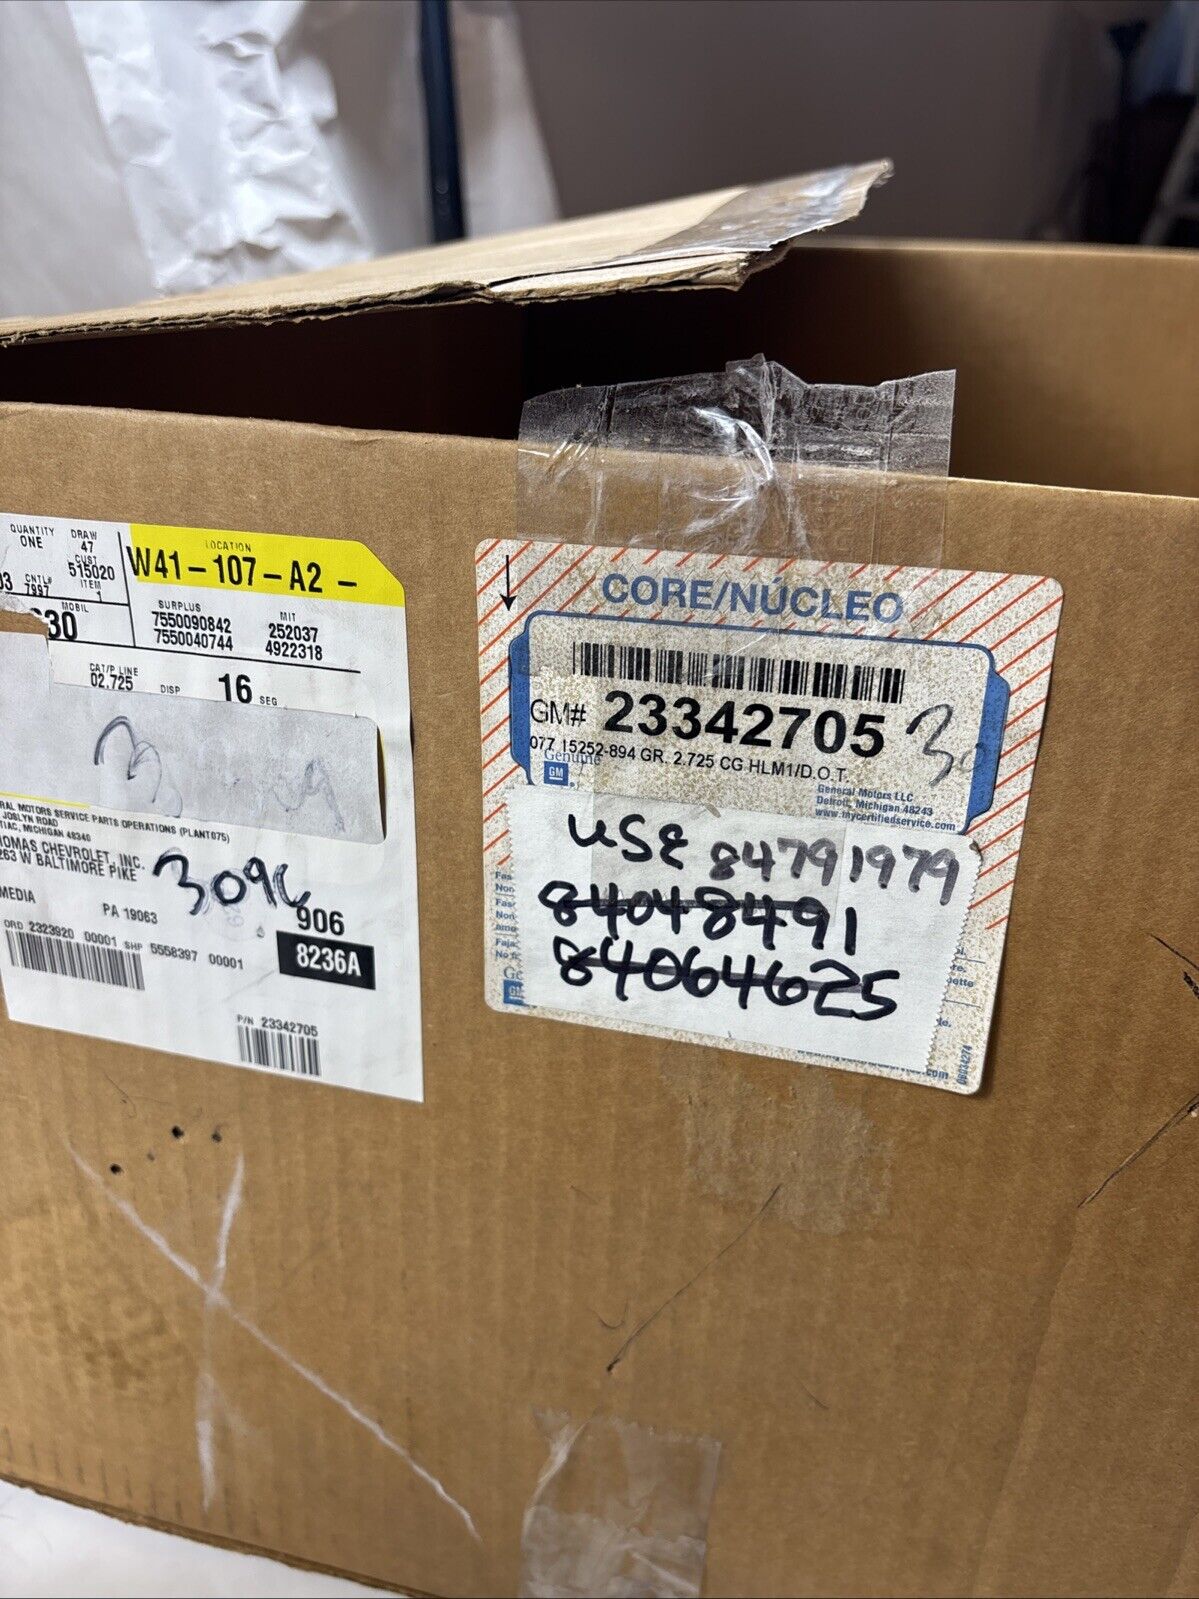 QUANTITY
ONE
DRAW
47
CUST
515020
CNTL#
7997
ITEM
1
LOCATION
W41-107-A2 -
MOBIL
SURPLUS
7550090842
7550040744
MIT
252037
4922318
CAT/P LINE
02.725
DISP
16 SEG
RAL MOTORS SERVICE PARTS OPERATIONS (PLANT075)
JOSLYN ROAD
TIAC, MICHIGAN 48340
HOMAS CHEVROLET, INC.
263 W BALTIMORE PIKE
3096
MEDIA
PA 19063
906
ORD 2323920 00001 SHP 5558397 00001
8236A
P/N 23342705
CORE/NÚCLEO
GM# 23342705
077 15252-894 GR. 2.725 CG HLM1/D.O.T.
Genuine
GM
General Motors LLC
Detroit, Michigan 48243
www.mycertifiedservice.com
USE 84791979
84048491
84064625